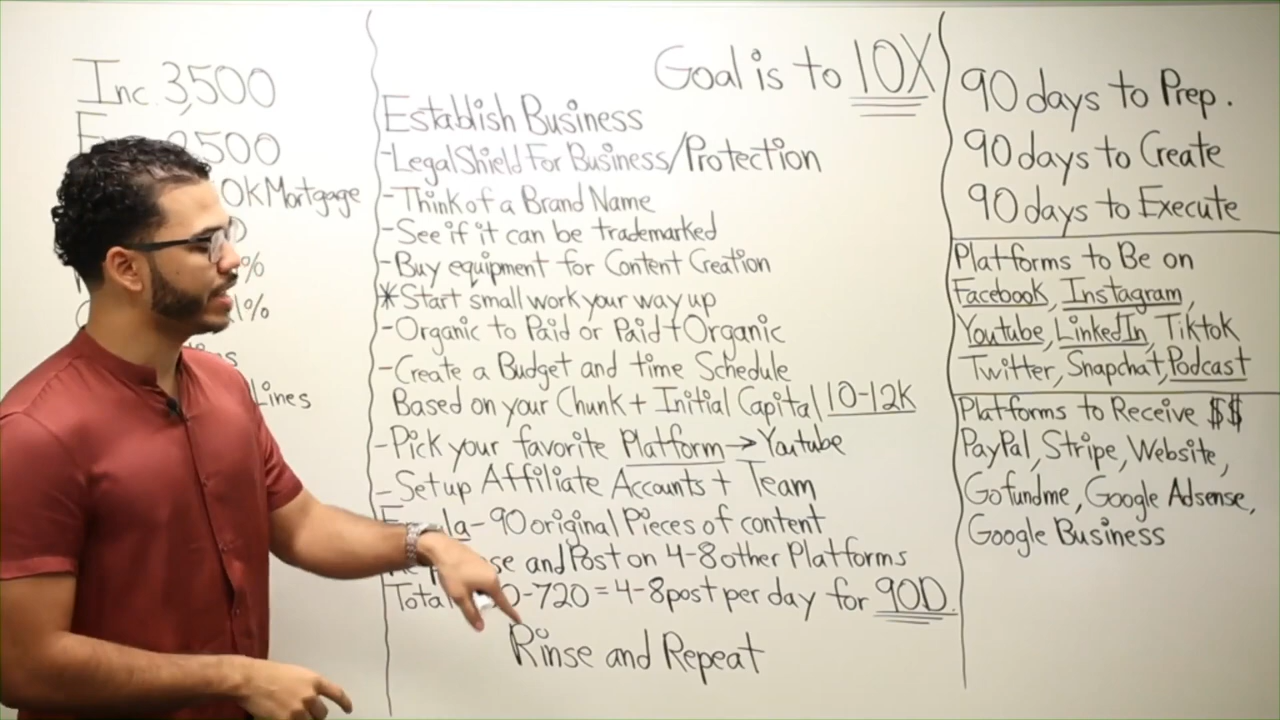 Inc. 3,500
500
0k Mortgage
%
1%
Lines
Goal is to 10X
Establish Business
-LegalShield For Business/Protection
-Think of a Brand Name
-See if it can be trademarked
-Buy equipment for Content Creation
*Start small work your way up
-Organic to Paid or Paid+Organic
-Create a Budget and time Schedule
Based on your Chunk + Initial Capital 10-12K
-Pick your favorite Platform→Youtube
-Setup Affiliate Accounts + Team
-90 original Pieces of content
and Post on 4-8 other Platforms
Total 0-720 = 4-8 post per day for 90D.
Rinse and Repeat
90 days to Prep.
90 days to Create
90 days to Execute
Platforms to Be on
Facebook, Instagram,
Youtube, LinkedIn, Tiktok
Twitter, Snapchat, Podcast
Platforms to Receive $$
PayPal, Stripe, Website,
Gofundme, Google Adsense,
Google Business